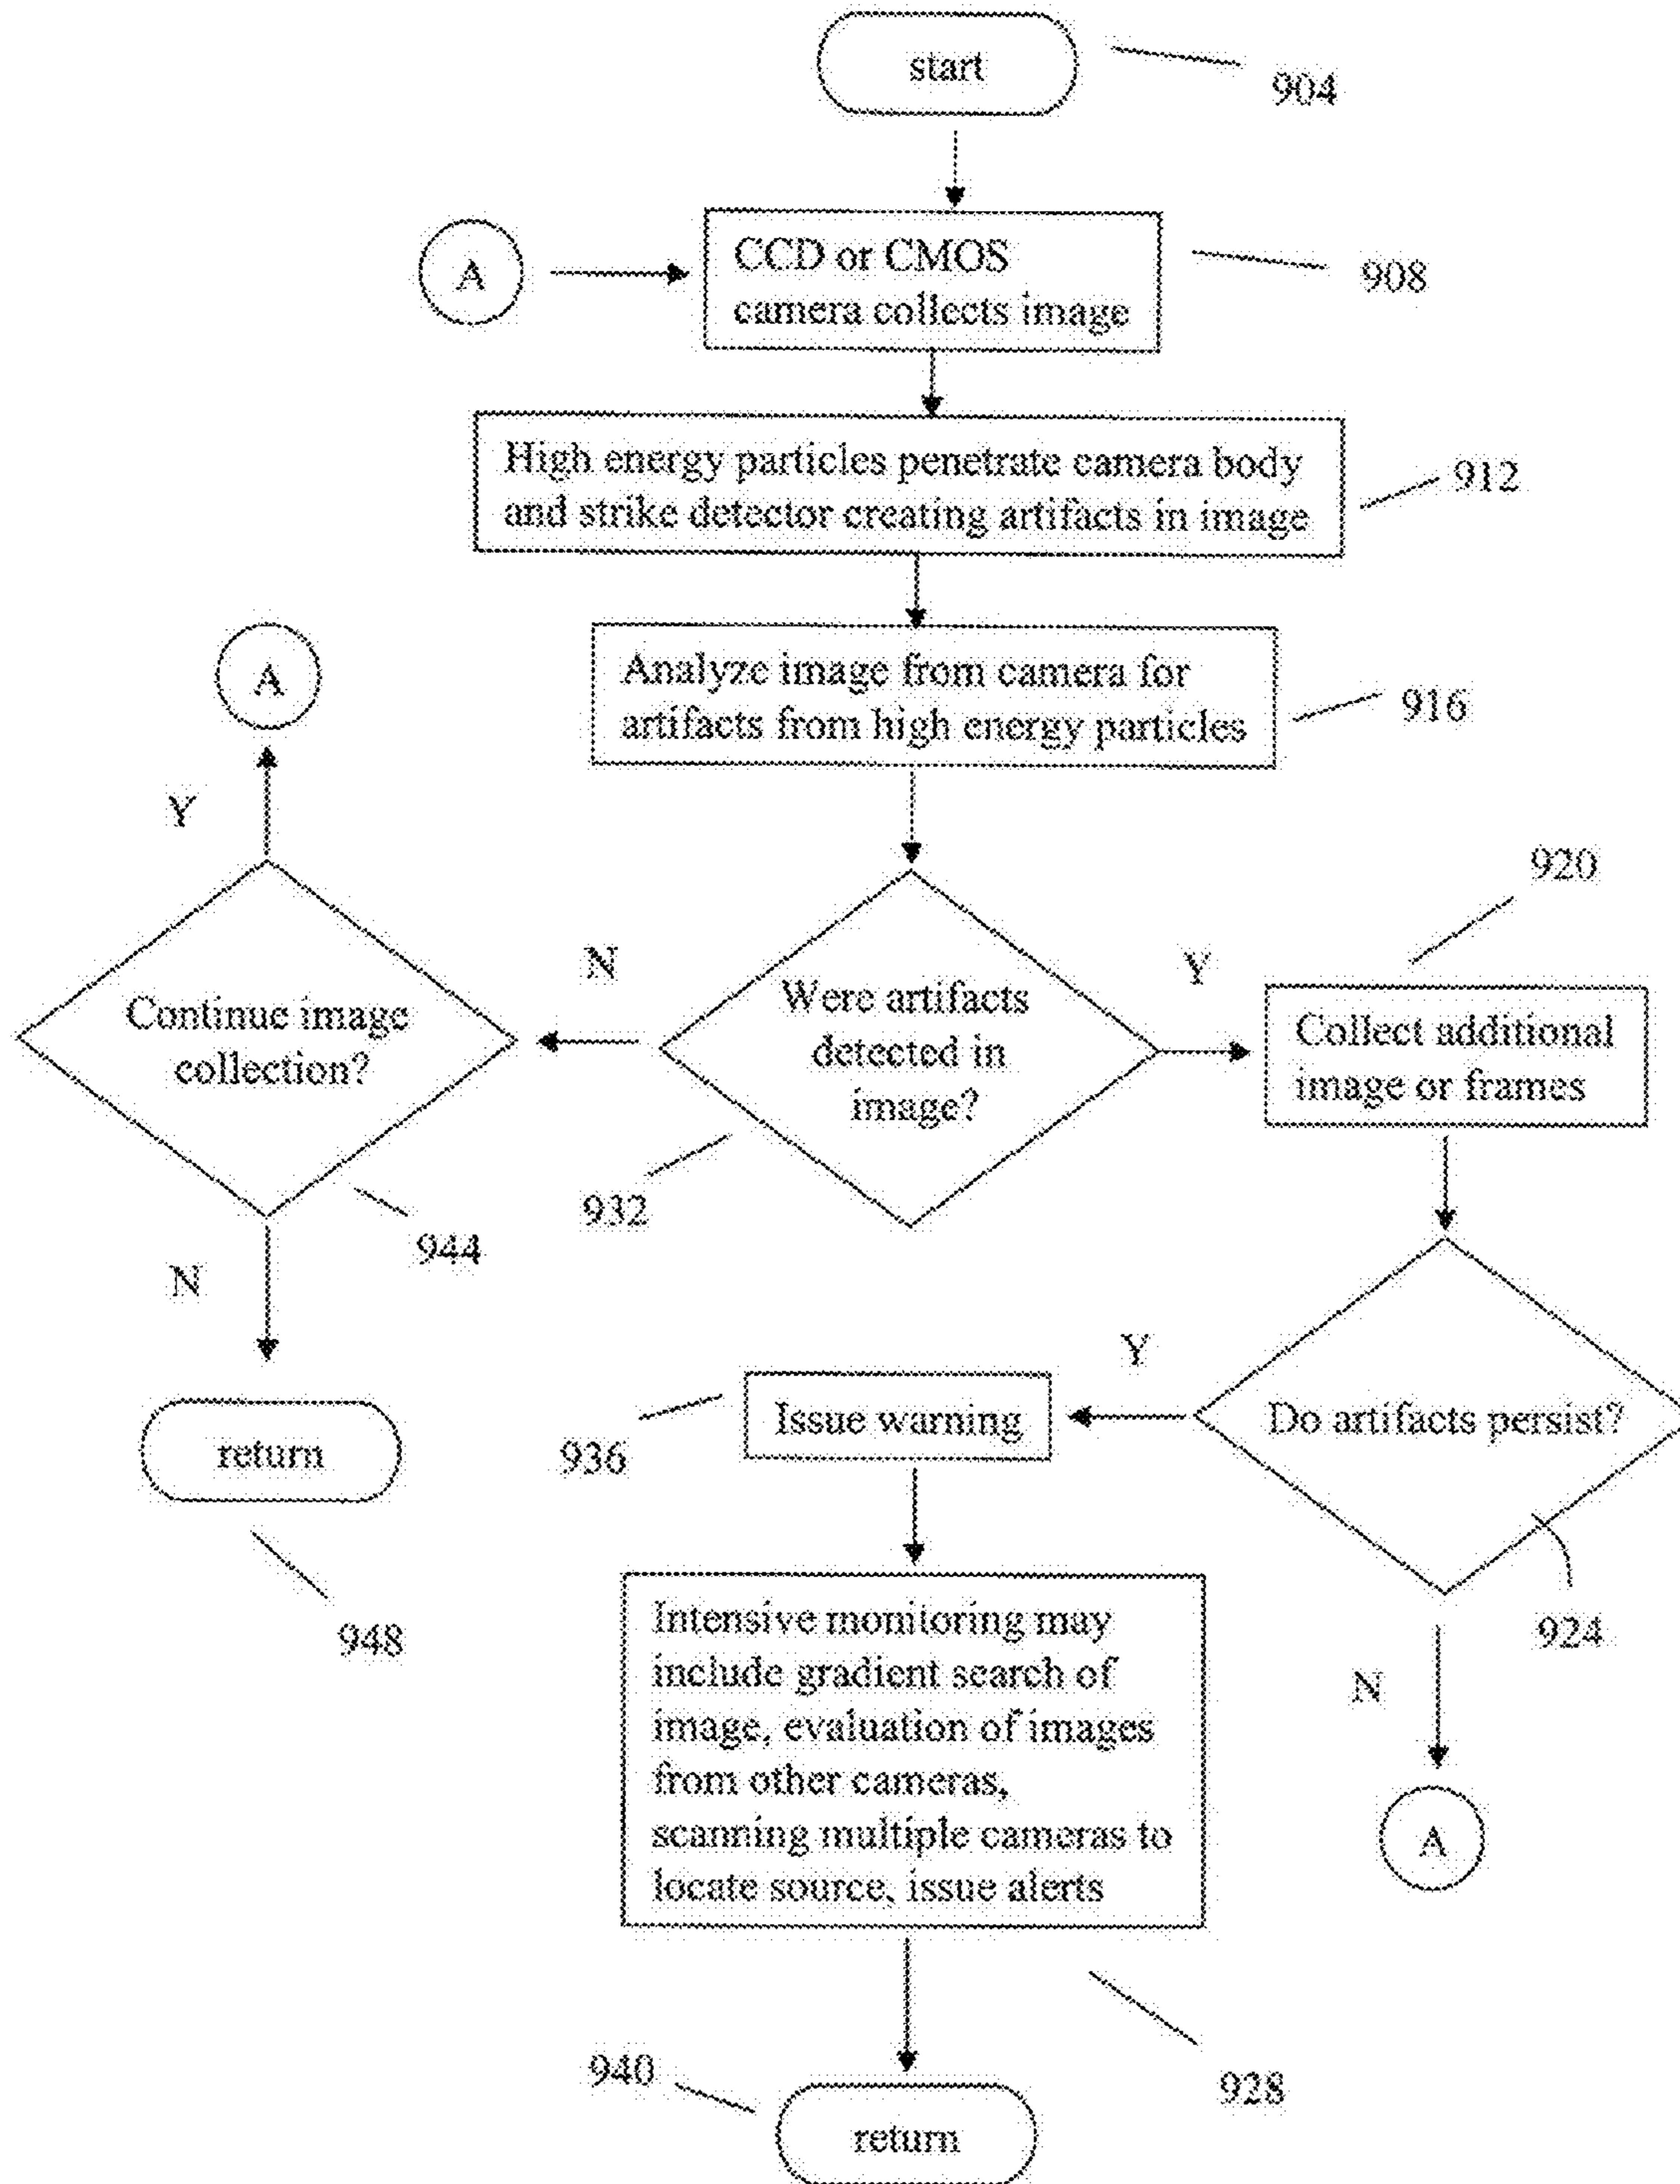 start
904
A
CCD or CMOS
camera collects image
908
High energy particles penetrate camera body
and strike detector creating artifacts in image
912
Analyze image from camera for
artifacts from high energy particles
916
A
Y
Continue image
collection?
944
N
return
948
N
Were artifacts
detected in
image?
932
Y
920
Collect additional
image or frames
Do artifacts persist?
924
Y
Issue warning
936
N
A
Intensive monitoring may
include gradient search of
image, evaluation of images
from other cameras,
scanning multiple cameras to
locate source, issue alerts
928
940
return